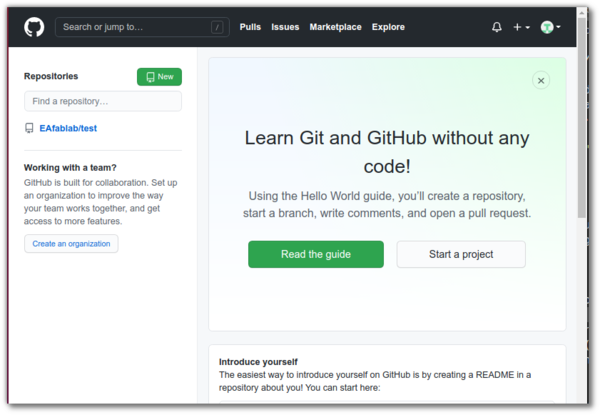 Search or jump to… /
Pulls Issues Marketplace Explore
Repositories
New
Find a repository…
EAfablab/test
Working with a team?
GitHub is built for collaboration. Set up
an organization to improve the way
your team works together, and get
access to more features.
Create an organization
Learn Git and GitHub without any
code!
Using the Hello World guide, you’ll create a repository,
start a branch, write comments, and open a pull request.
Read the guide
Start a project
Introduce yourself
The easiest way to introduce yourself on GitHub is by creating a README in a
repository about you! You can start here: